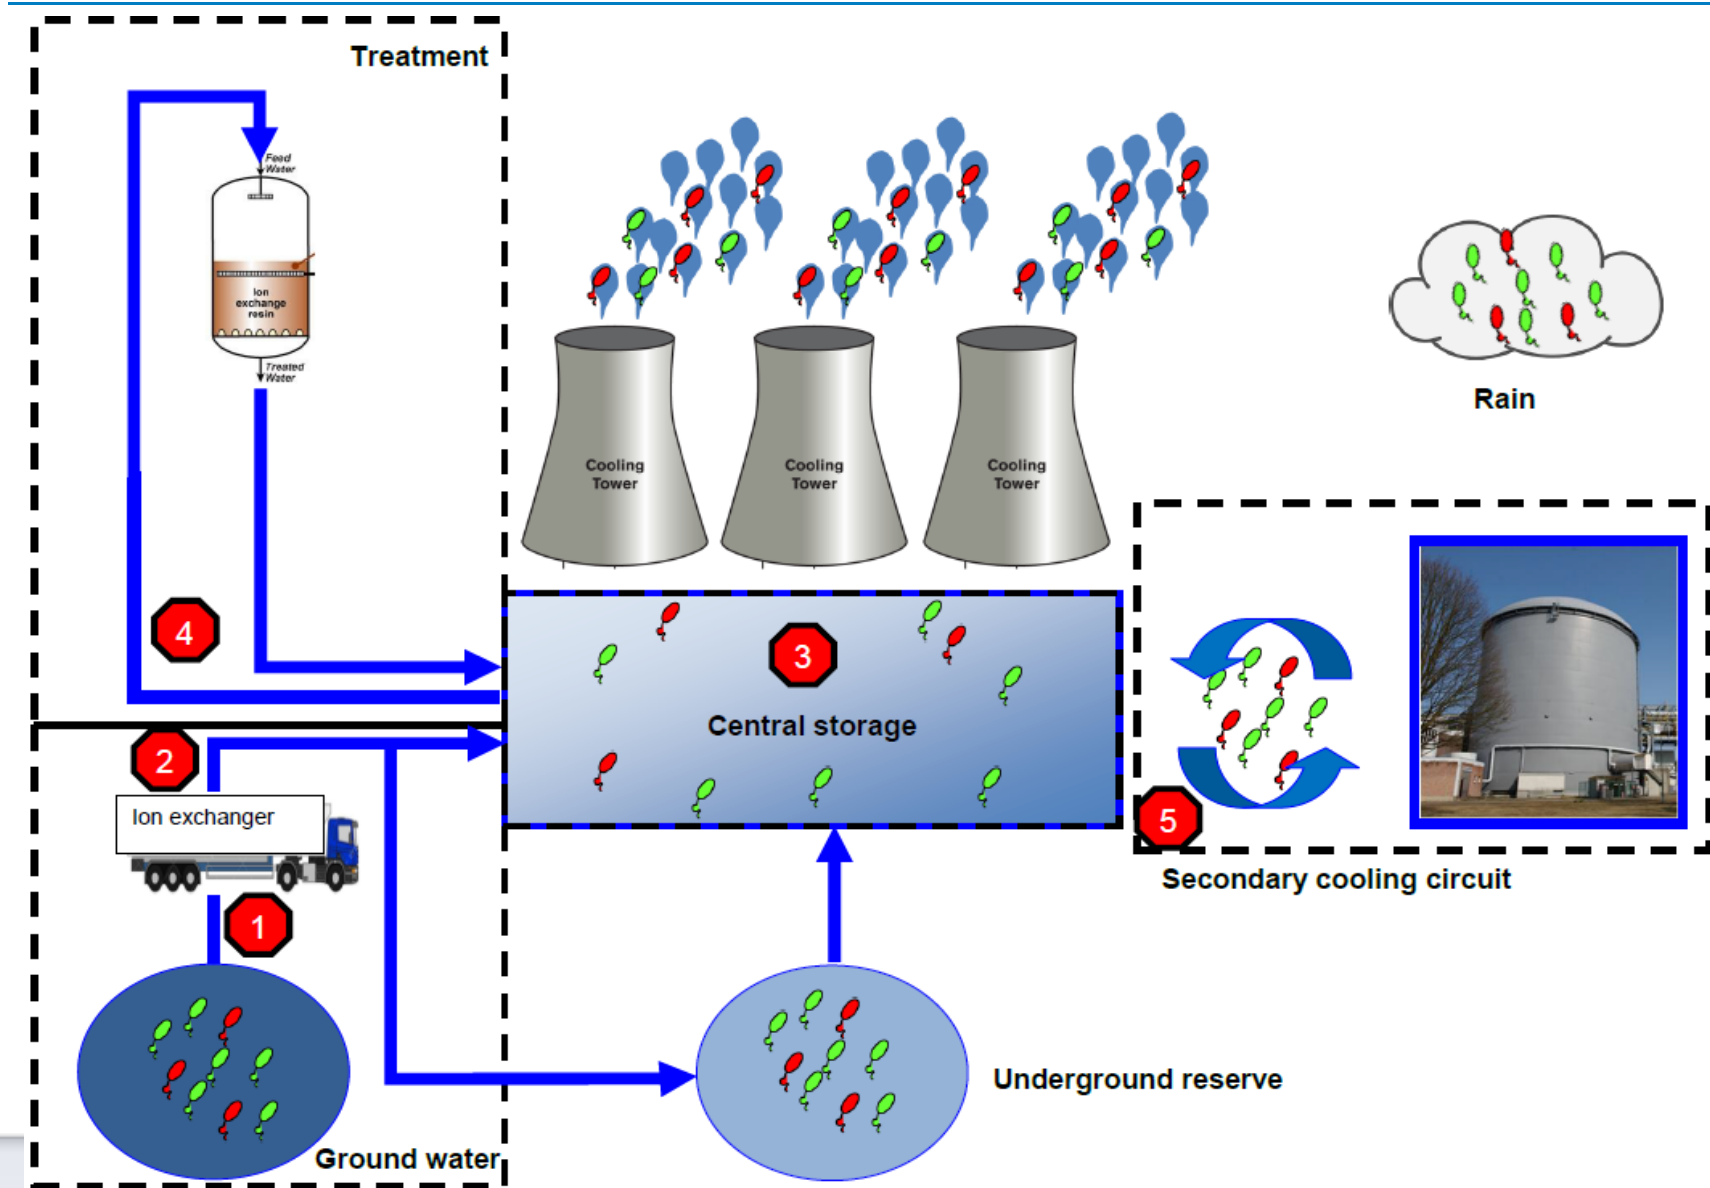 Treatment
Feed
Water
Ion
exchange
resin
Treated
Water
Cooling
Tower
Cooling
Tower
Cooling
Tower
Rain
4
3
Central storage
2
Ion exchanger
1
5
Secondary cooling circuit
Underground reserve
Ground water